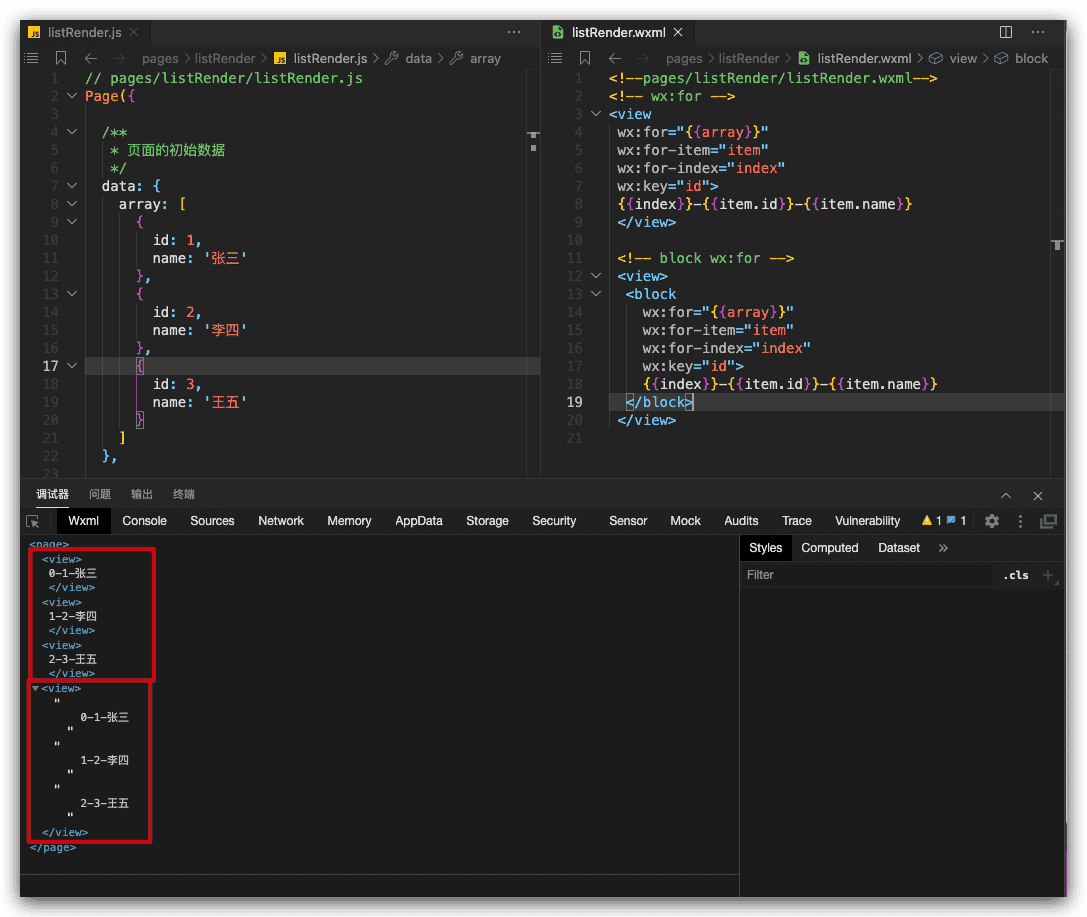 listRender.js
pages > listRender > listRender.js > data > array
1 // pages/listRender/listRender.js
2 Page({
3
4 /**
5 * 页面的初始数据
6 */
7 data: {
8 array: [
9 {
10 id: 1,
11 name: '张三'
12 },
13 {
14 id: 2,
15 name: '李四'
16 },
17 {
18 id: 3,
19 name: '王五'
20 }
21 ]
22 },
23
listRender.wxml
pages > listRender > listRender.wxml > view > block
1 <!--pages/listRender/listRender.wxml-->
2 <!-- wx:for -->
3 <view
4 wx:for="{{array}}"
5 wx:for-item="item"
6 wx:for-index="index"
7 wx:key="id">
8 {{index}}-{{item.id}}-{{item.name}}
9 </view>
10
11 <!-- block wx:for -->
12 <view>
13 <block
14 wx:for="{{array}}"
15 wx:for-item="item"
16 wx:for-index="index"
17 wx:key="id">
18 {{index}}-{{item.id}}-{{item.name}}
19 </block>
20 </view>
21
调试器 问题 输出 终端
Wxml Console Sources Network Memory AppData Storage Security Sensor Mock Audits Trace Vulnerability 1 1
<page>
<view>
0-1-张三
</view>
<view>
1-2-李四
</view>
<view>
2-3-王五
</view>
<view>
"
0-1-张三
"
"
1-2-李四
"
"
2-3-王五
"
</view>
</page>
Styles Computed Dataset »
Filter .cls +